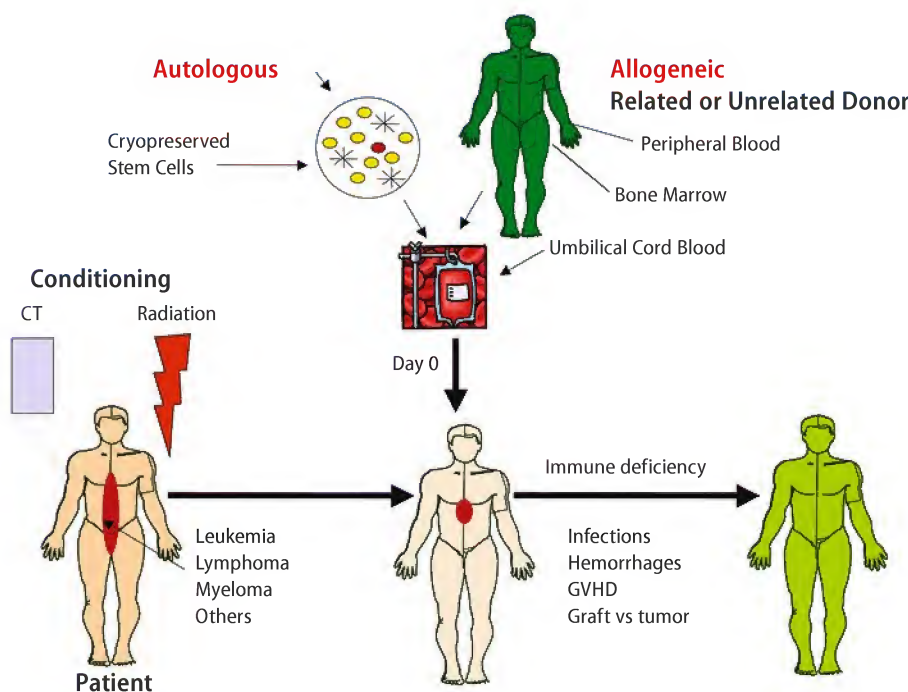 Autologous
Allogeneic
Related or Unrelated Donor
Cryopreserved
Stem Cells
Peripheral Blood
Bone Marrow
Umbilical Cord Blood
Conditioning
CT
Radiation
Day 0
Immune deficiency
Leukemia
Lymphoma
Myeloma
Others
Infections
Hemorrhages
GVHD
Graft vs tumor
Patient